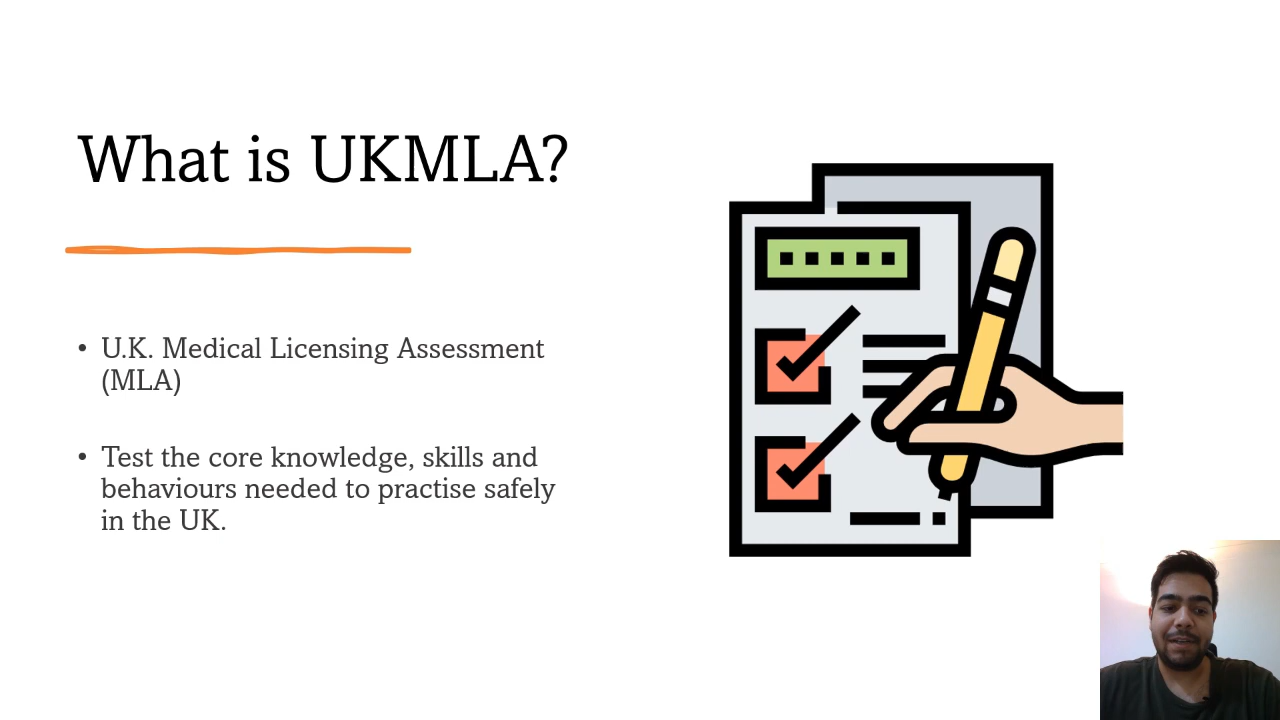 What is UKMLA?
• U.K. Medical Licensing Assessment
(MLA)
• Test the core knowledge, skills and
behaviours needed to practise safely
in the UK.